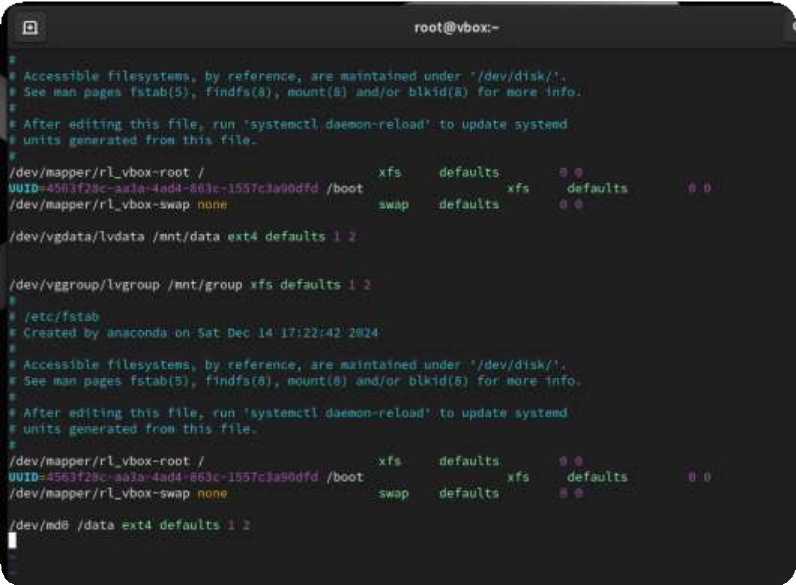 root@vbox:~
#
# Accessible filesystems, by reference, are maintained under '/dev/disk/'.
# See man pages fstab(5), findfs(8), mount(8) and/or blkid(8) for more info.
#
# After editing this file, run 'systemctl daemon-reload' to update systemd
# units generated from this file.
#
/dev/mapper/rl_vbox-root / xfs defaults 0 0
UUID=4563f28c-aa3a-4ad4-863c-1557c3a90dfd /boot xfs defaults 0 0
/dev/mapper/rl_vbox-swap none swap defaults 0 0
/dev/vgdata/lvdata /mnt/data ext4 defaults 1 2
/dev/vggroup/lvgroup /mnt/group xfs defaults 1 2
#
# /etc/fstab
# Created by anaconda on Sat Dec 14 17:22:42 2024
#
# Accessible filesystems, by reference, are maintained under '/dev/disk/'.
# See man pages fstab(5), findfs(8), mount(8) and/or blkid(8) for more info.
#
# After editing this file, run 'systemctl daemon-reload' to update systemd
# units generated from this file.
#
/dev/mapper/rl_vbox-root / xfs defaults 0 0
UUID=4563f28c-aa3a-4ad4-863c-1557c3a90dfd /boot xfs defaults 0 0
/dev/mapper/rl_vbox-swap none swap defaults 0 0
/dev/md0 /data ext4 defaults 1 2
~
~